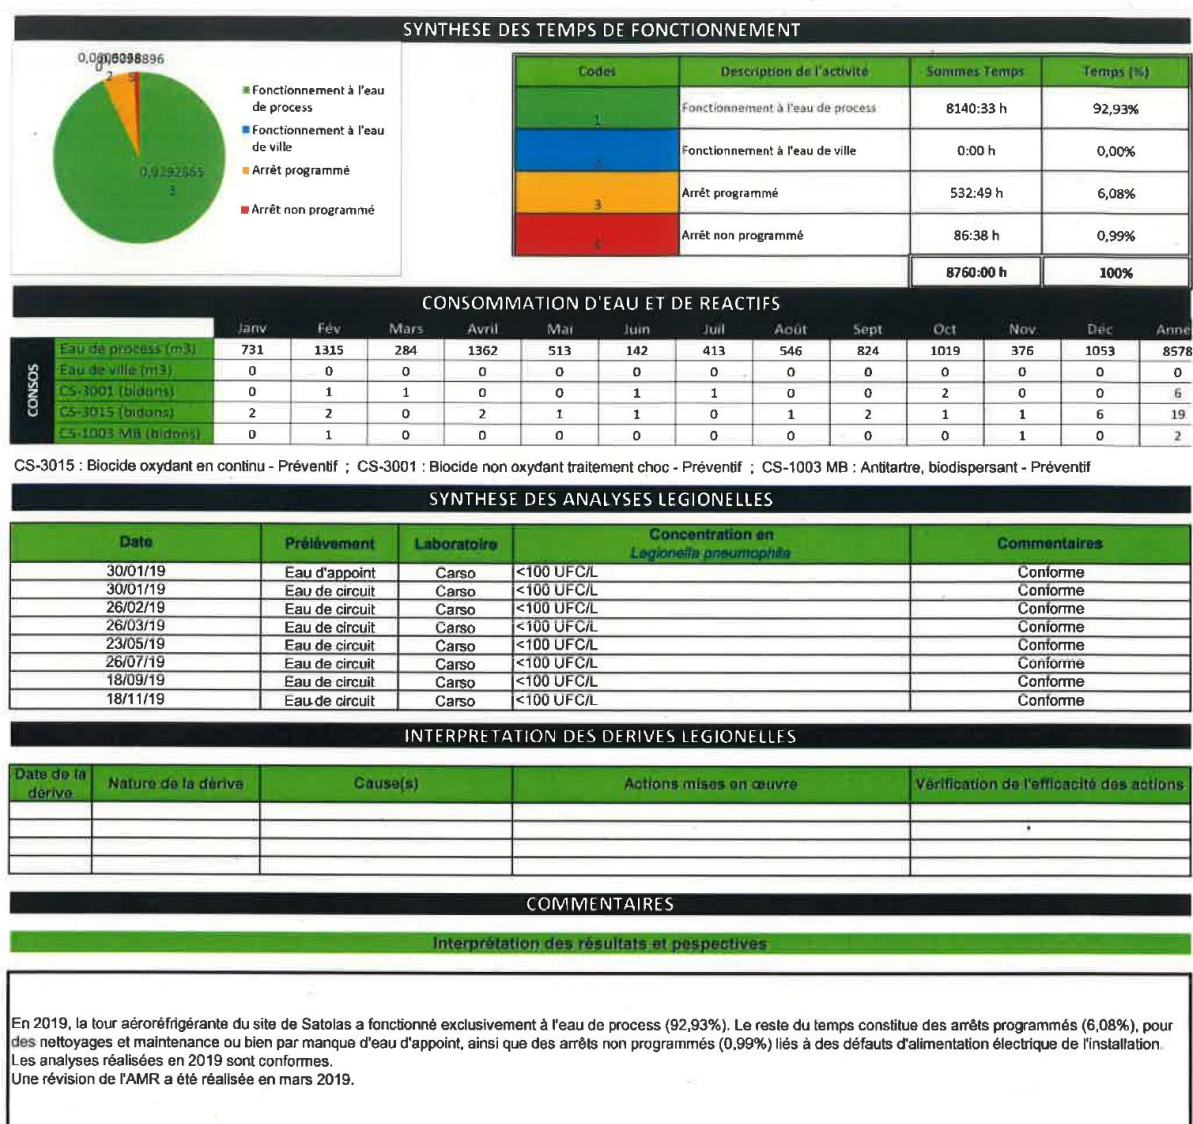 SYNTHESE DES TEMPS DE FONCTIONNEMENT
Fonctionnement à l'eau de process
Fonctionnement à l'eau de ville
Arrêt programmé
Arrêt non programmé
Codes Description de l'activité Sommes Temps Temps (%)
1 Fonctionnement à l'eau de process 8140:33 h 92,93%
Fonctionnement à l'eau de ville 0:00 h 0,00%
3 Arrêt programmé 532:49 h 6,08%
Arrêt non programmé 86:38 h 0,99%
8760:00 h 100%
CONSOMMATION D'EAU ET DE REACTIFS
Janv Fév Mars Avril Mai Juin Juil Août Sept Oct Nov Déc Anne
CONSOS
Eau de process (m3) 731 1315 284 1362 513 142 413 546 824 1019 376 1053 8578
Eau de ville (m3) 0 0 0 0 0 0 0 0 0 0 0 0 0
CS-3001 (bidons) 0 1 1 0 0 1 1 0 0 2 0 0 6
CS-3015 (bidons) 2 2 0 2 1 1 0 1 2 1 1 6 19
CS-1003 MB (bidons) 0 1 0 0 0 0 0 0 0 0 1 0 2
CS-3015 : Biocide oxydant en continu - Préventif ; CS-3001 : Biocide non oxydant traitement choc - Préventif ; CS-1003 MB : Antitartre, biodispersant - Préventif
SYNTHESE DES ANALYSES LEGIONELLES
Date Prélèvement Laboratoire Concentration en Legionella pneumophila Commentaires
30/01/19 Eau d'appoint Carso <100 UFC/L Conforme
30/01/19 Eau de circuit Carso <100 UFC/L Conforme
26/02/19 Eau de circuit Carso <100 UFC/L Conforme
26/03/19 Eau de circuit Carso <100 UFC/L Conforme
23/05/19 Eau de circuit Carso <100 UFC/L Conforme
26/07/19 Eau de circuit Carso <100 UFC/L Conforme
18/09/19 Eau de circuit Carso <100 UFC/L Conforme
18/11/19 Eau de circuit Carso <100 UFC/L Conforme
INTERPRETATION DES DERIVES LEGIONELLES
Date de la dérive Nature de la dérive Cause(s) Actions mises en œuvre Vérification de l'efficacité des actions
COMMENTAIRES
Interprétation des résultats et pespectives
En 2019, la tour aéroréfrigérante du site de Satolas a fonctionné exclusivement à l'eau de process (92,93%). Le reste du temps constitue des arrêts programmés (6,08%), pour
des nettoyages et maintenance ou bien par manque d'eau d'appoint, ainsi que des arrêts non programmés (0,99%) liés à des défauts d'alimentation électrique de l'installation.
Les analyses réalisées en 2019 sont conformes.
Une révision de l'AMR a été réalisée en mars 2019.